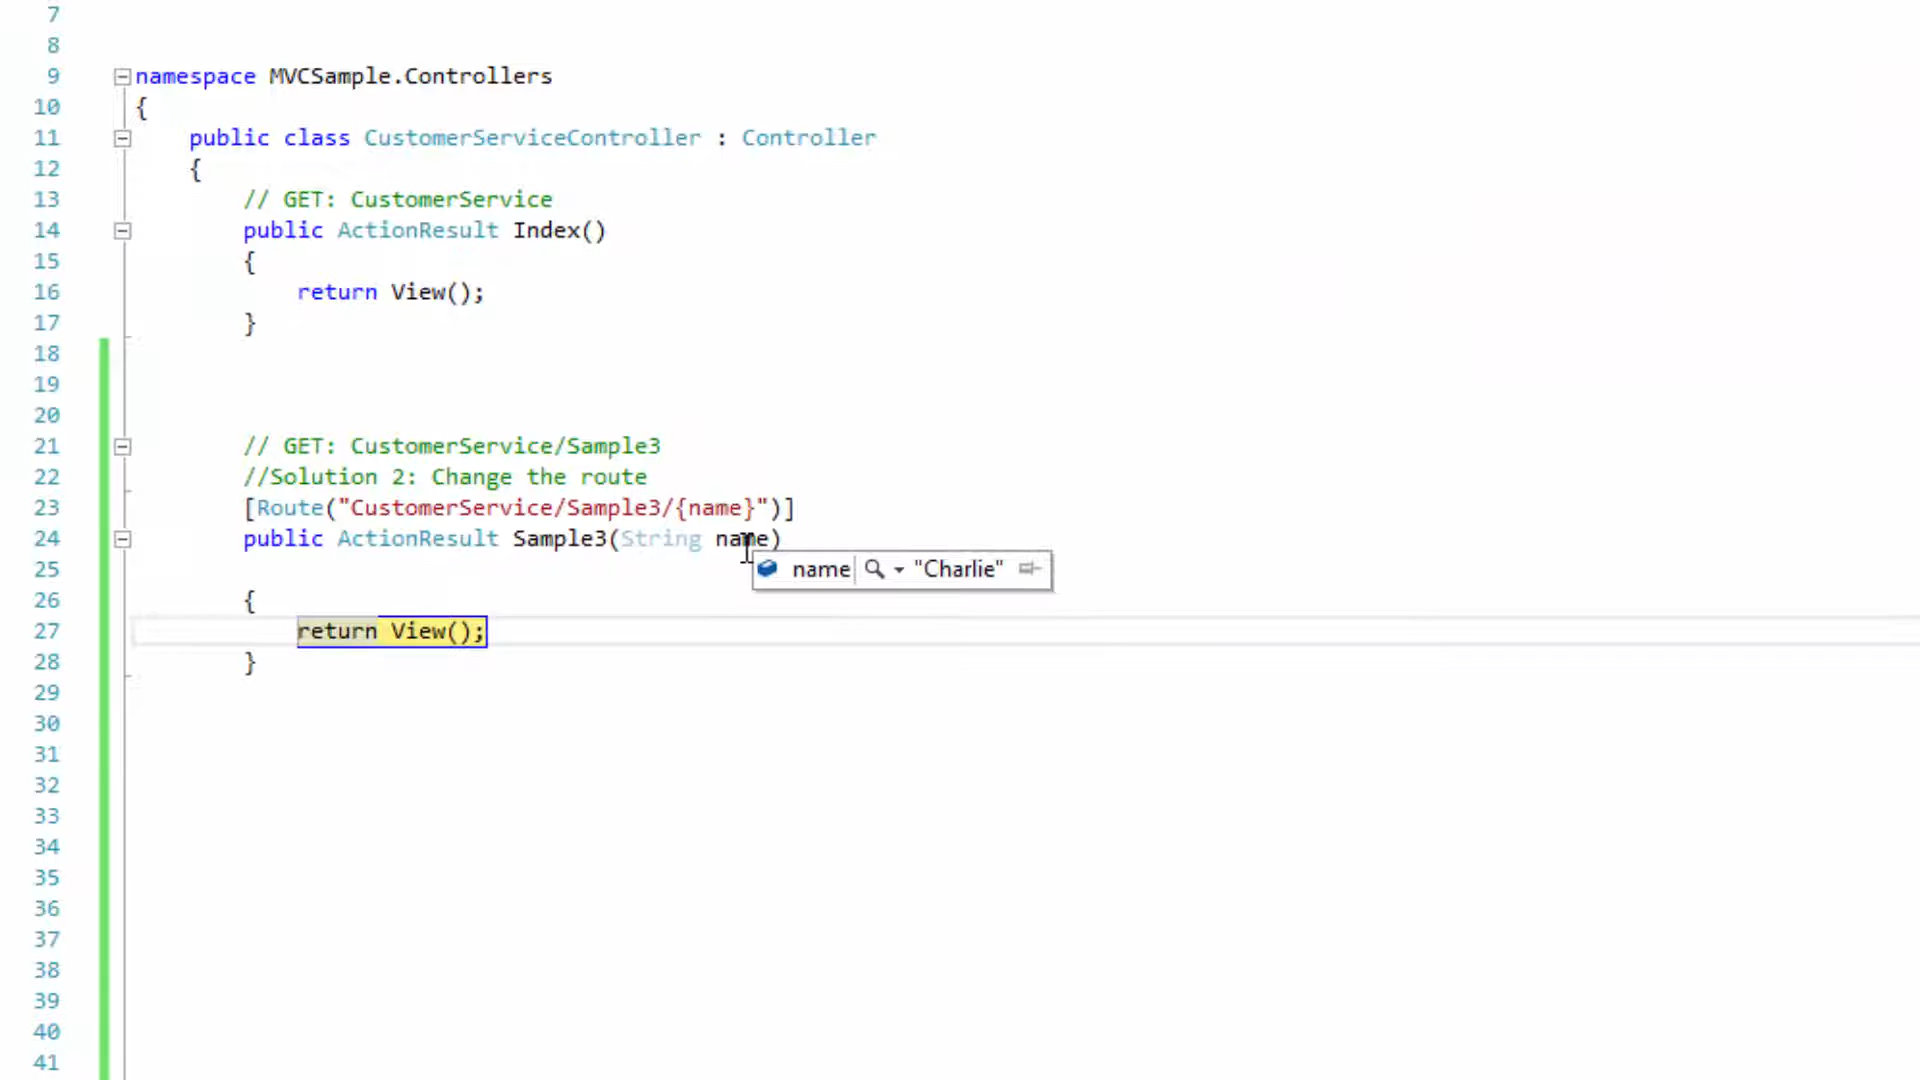 7
8
9 namespace MVCSample.Controllers
10 {
11 public class CustomerServiceController : Controller
12 {
13 // GET: CustomerService
14 public ActionResult Index()
15 {
16 return View();
17 }
18
19
20
21 // GET: CustomerService/Sample3
22 //Solution 2: Change the route
23 [Route("CustomerService/Sample3/{name}")]
24 public ActionResult Sample3(String name)
25 name "Charlie"
26 {
27 return View();
28 }
29
30
31
32
33
34
35
36
37
38
39
40
41